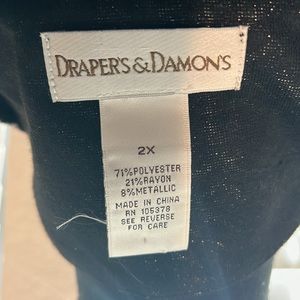 DRAPER'S & DAMON'S
2X
71%POLYESTER
21%RAYON
8%METALLIC
MADE IN CHINA
RN 105378
SEE REVERSE
FOR CARE